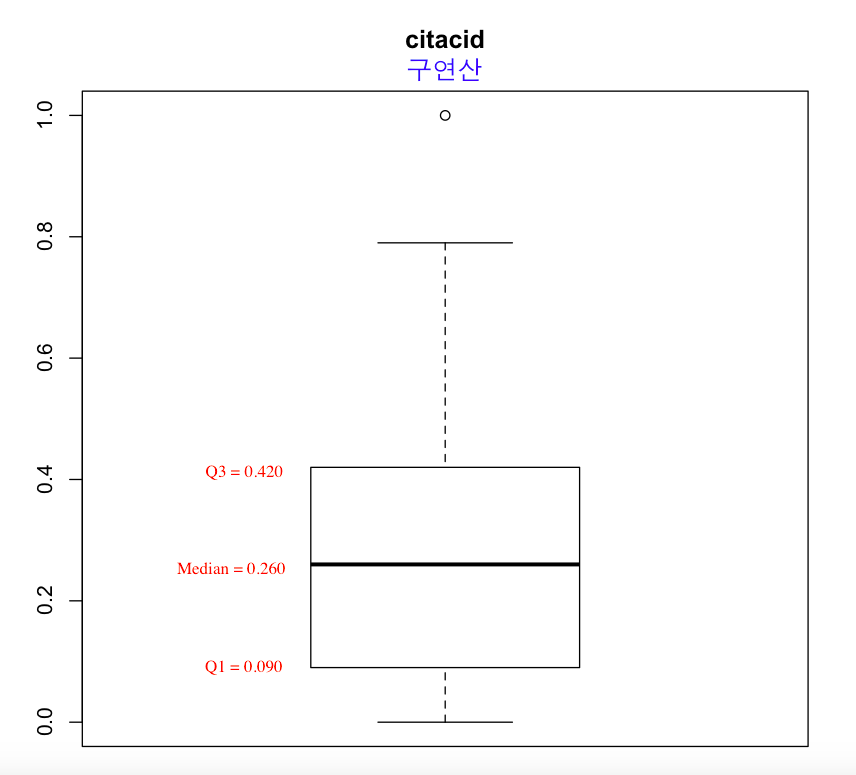 citacid
구연산
1.0
0.8
0.6
Q3 = 0.420
0.4
Median = 0.260
0.2
Q1 = 0.090
0.0